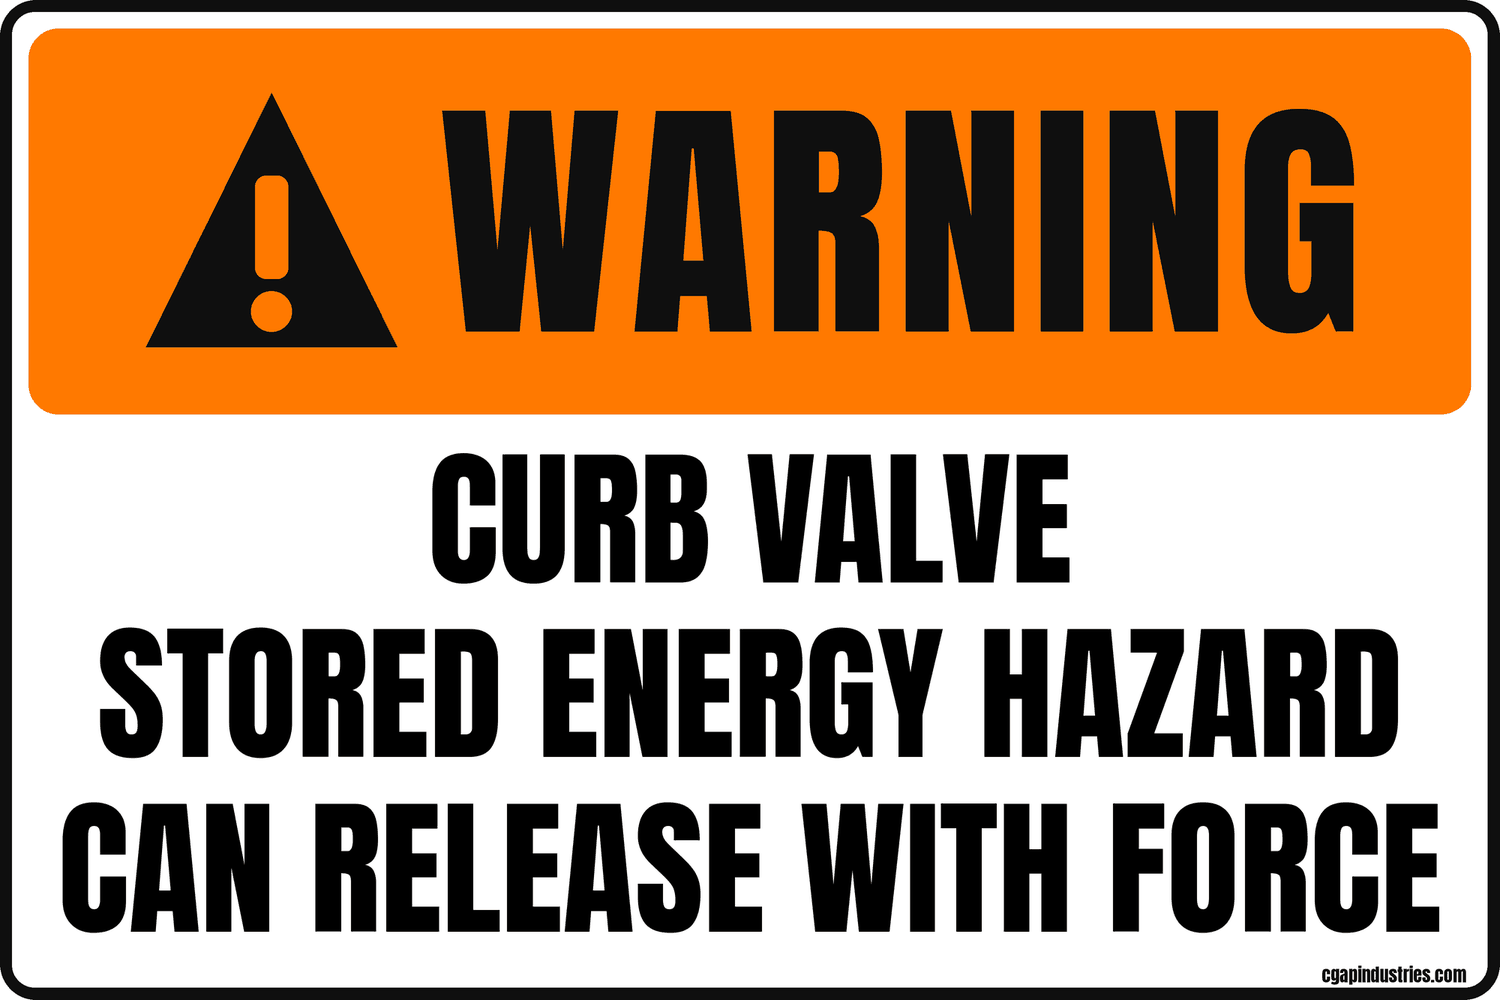 WARNING
CURB VALVE
STORED ENERGY HAZARD
CAN RELEASE WITH FORCE
cgapindustries.com